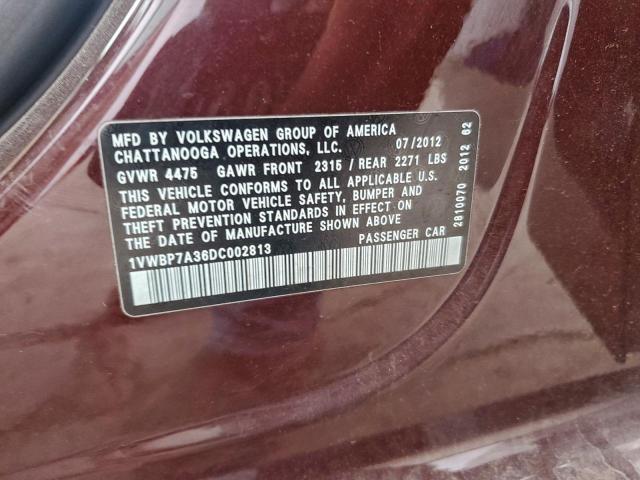 MFD BY VOLKSWAGEN GROUP OF AMERICA
CHATTANOOGA OPERATIONS, LLC. 07/2012
GVWR 4475 GAWR FRONT 2315 / REAR 2271 LBS
THIS VEHICLE CONFORMS TO ALL APPLICABLE U.S.
FEDERAL MOTOR VEHICLE SAFETY, BUMPER AND
THEFT PREVENTION STANDARDS IN EFFECT ON
THE DATE OF MANUFACTURE SHOWN ABOVE
1VWBP7A36DC002813 PASSENGER CAR
2810070 2012 62